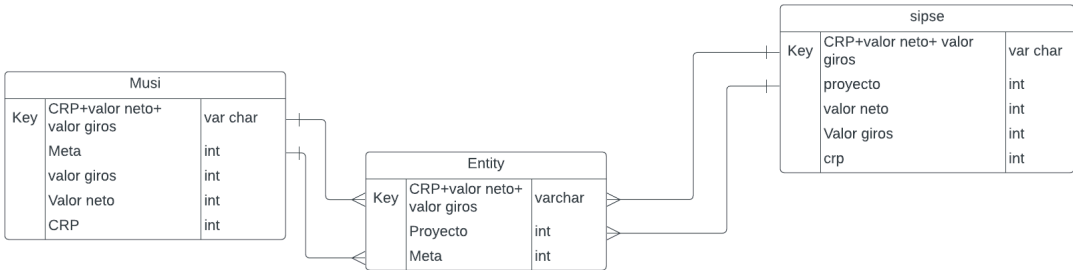 Musi
Key CRP+valor neto+ var char
valor giros
Meta int
valor giros int
Valor neto int
CRP int
Entity
Key CRP+valor neto+ varchar
valor giros
Proyecto int
Meta int
sipse
Key CRP+valor neto+ valor var char
giros
proyecto int
valor neto int
Valor giros int
crp int